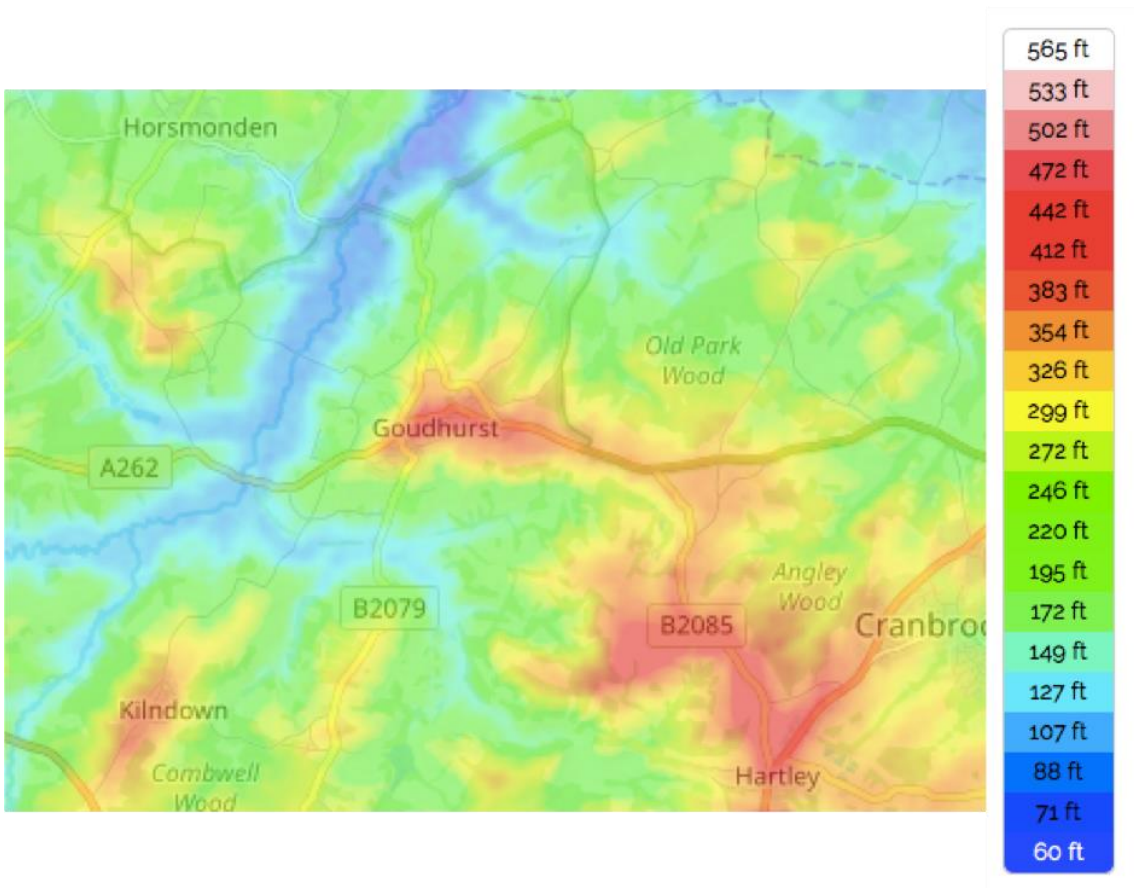 Horsmonden
Old Park
Wood
Goudhurst
A262
Angley
Wood
B2079
B2085
Kilndown
Combwell
Wood
Hartley
565 ft
533 ft
502 ft
472 ft
442 ft
412 ft
383 ft
354 ft
326 ft
299 ft
272 ft
246 ft
220 ft
195 ft
172 ft
149 ft
127 ft
107 ft
88 ft
71 ft
60 ft